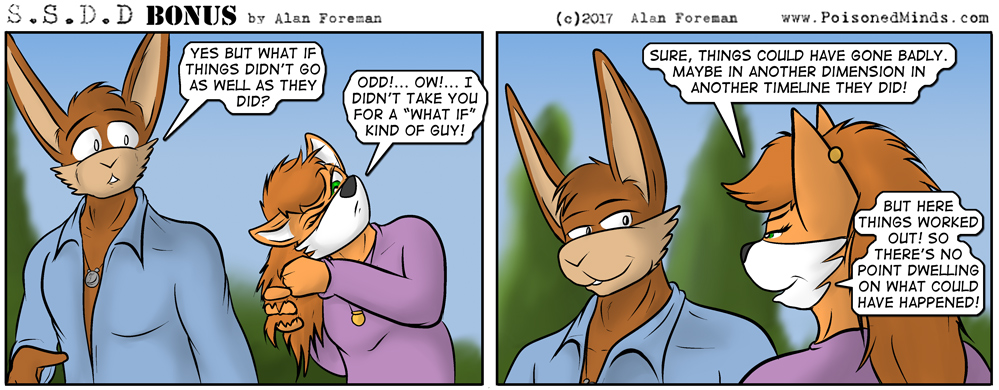 S.S.D.D BONUS by Alan Foreman
(c)2017 Alan Foreman www.PoisonedMinds.com
YES BUT WHAT IF
THINGS DIDN'T GO
AS WELL AS THEY
DID?
ODD!... OW!... I
DIDN'T TAKE YOU
FOR A "WHAT IF"
KIND OF GUY!
SURE, THINGS COULD HAVE GONE BADLY.
MAYBE IN ANOTHER DIMENSION IN
ANOTHER TIMELINE THEY DID!
BUT HERE
THINGS WORKED
OUT! SO
THERE'S NO
POINT DWELLING
ON WHAT COULD
HAVE HAPPENED!